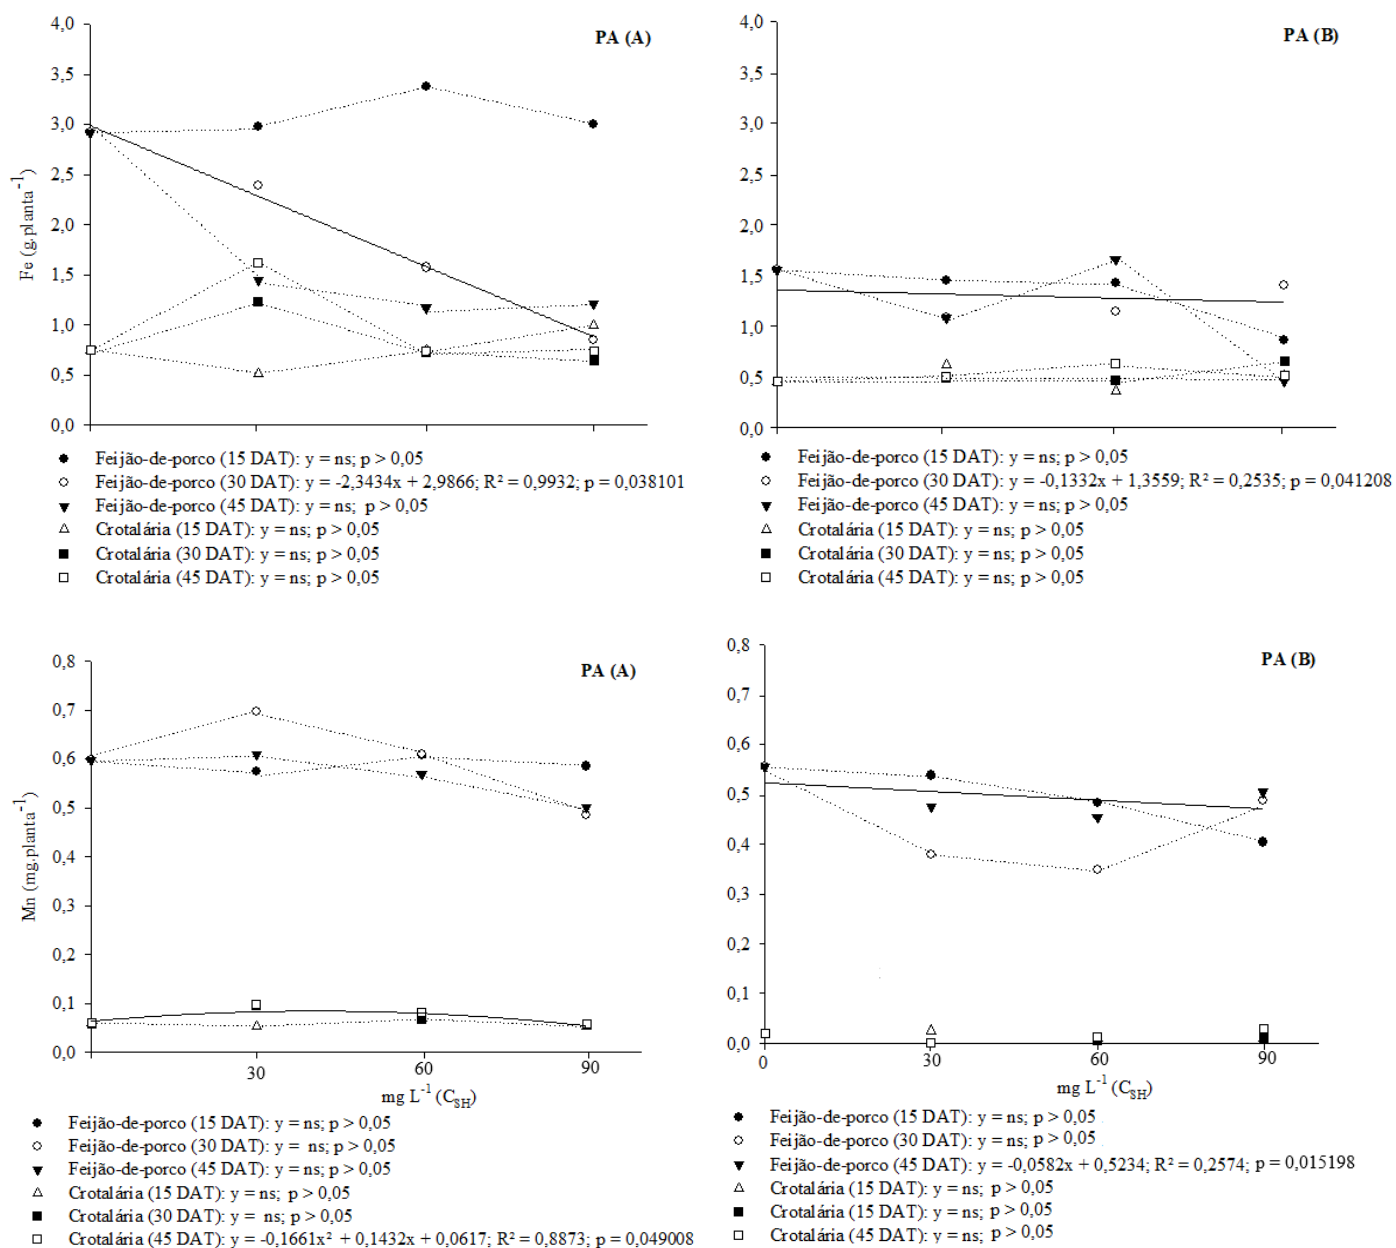 PA (A)
4,0
3,5
3,0
2,5
2,0
1,5
1,0
0,5
0,0
Fe (g.planta⁻¹)
Feijão-de-porco (15 DAT): y = ns; p > 0,05
Feijão-de-porco (30 DAT): y = -2,3434x + 2,9866; R² = 0,9932; p = 0,038101
Feijão-de-porco (45 DAT): y = ns; p > 0,05
Crotalária (15 DAT): y = ns; p > 0,05
Crotalária (30 DAT): y = ns; p > 0,05
Crotalária (45 DAT): y = ns; p > 0,05
PA (B)
4,0
3,5
3,0
2,5
2,0
1,5
1,0
0,5
0,0
Feijão-de-porco (15 DAT): y = ns; p > 0,05
Feijão-de-porco (30 DAT): y = -0,1332x + 1,3559; R² = 0,2535; p = 0,041208
Feijão-de-porco (45 DAT): y = ns; p > 0,05
Crotalária (15 DAT): y = ns; p > 0,05
Crotalária (30 DAT): y = ns; p > 0,05
Crotalária (45 DAT): y = ns; p > 0,05
PA (A)
0,8
0,7
0,6
0,5
0,4
0,3
0,2
0,1
0,0
Mn (mg.planta⁻¹)
30 60 90
mg L⁻¹ (C_SH)
Feijão-de-porco (15 DAT): y = ns; p > 0,05
Feijão-de-porco (30 DAT): y = ns; p > 0,05
Feijão-de-porco (45 DAT): y = ns; p > 0,05
Crotalária (15 DAT): y = ns; p > 0,05
Crotalária (30 DAT): y = ns; p > 0,05
Crotalária (45 DAT): y = -0,1661x² + 0,1432x + 0,0617; R² = 0,8873; p = 0,049008
PA (B)
0,8
0,7
0,6
0,5
0,4
0,3
0,2
0,1
0,0
0 30 60 90
mg L⁻¹ (C_SH)
Feijão-de-porco (15 DAT): y = ns; p > 0,05
Feijão-de-porco (30 DAT): y = ns; p > 0,05
Feijão-de-porco (45 DAT): y = -0,0582x + 0,5234; R² = 0,2574; p = 0,015198
Crotalária (15 DAT): y = ns; p > 0,05
Crotalária (15 DAT): y = ns; p > 0,05
Crotalária (45 DAT): y = ns; p > 0,05